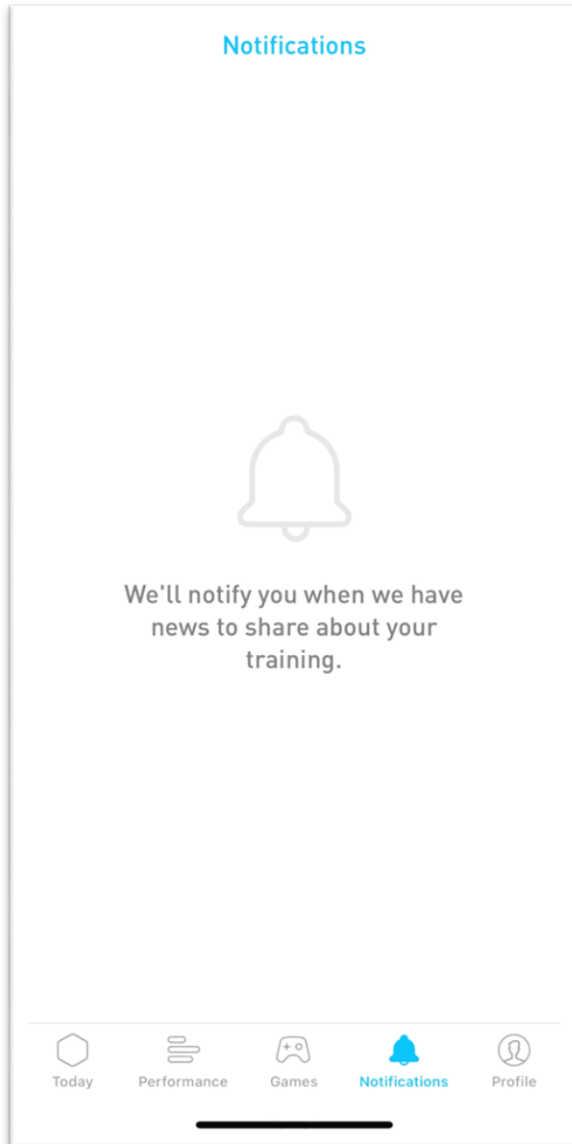 Notifications
We'll notify you when we have
news to share about your
training.
Today
Performance
Games
Notifications
Profile